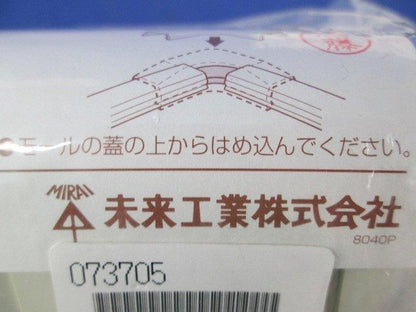 ●モールの蓋の上からはめ込んでください。
MIRAI
未来工業株式会社
8040P
073705